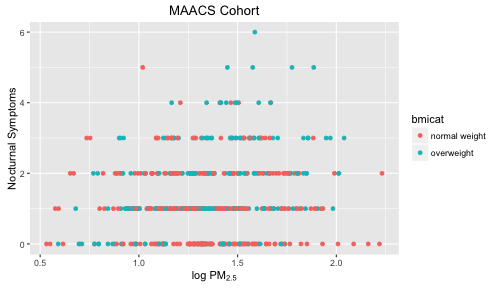 MAACS Cohort
Nocturnal Symptoms
6
4
2
0
0.5 1.0 1.5 2.0
log PM2.5
bmicat
normal weight
overweight